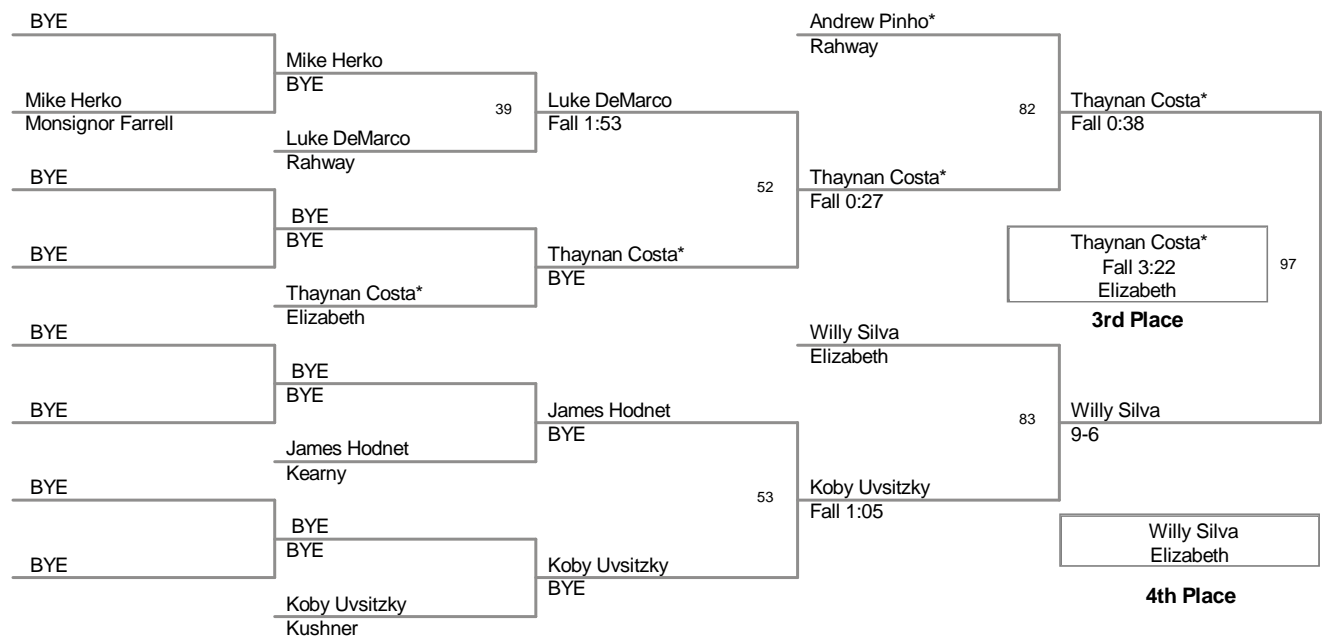 BYE
Mike Herko
Monsignor Farrell
BYE
BYE
BYE
BYE
BYE
BYE
Mike Herko
BYE
39
Luke DeMarco
Rahway
BYE
BYE
Thaynan Costa*
Elizabeth
BYE
BYE
James Hodnet
Kearny
BYE
BYE
Koby Uvsitzky
Kushner
Luke DeMarco
Fall 1:53
52
Thaynan Costa*
BYE
James Hodnet
BYE
53
Koby Uvsitzky
BYE
Andrew Pinho*
Rahway
82
Thaynan Costa*
Fall 0:27
Willy Silva
Elizabeth
83
Koby Uvsitzky
Fall 1:05
Thaynan Costa*
Fall 0:38
Thaynan Costa*
Fall 3:22
Elizabeth
97
3rd Place
Willy Silva
9-6
Willy Silva
Elizabeth
4th Place